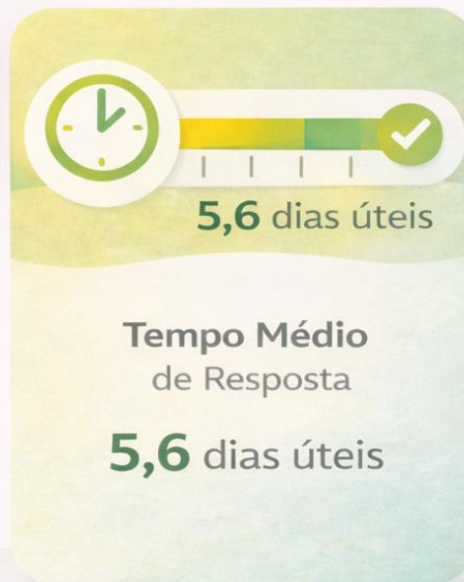 5,6 dias úteis
Tempo Médio
de Resposta
5,6 dias úteis